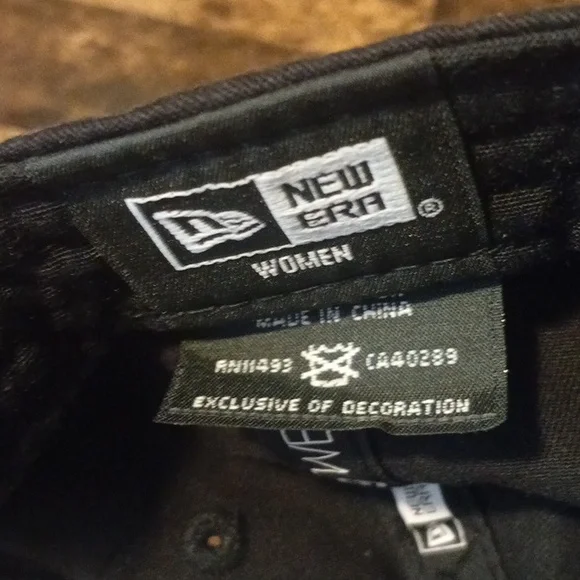 NEW
ERA
®
WOMEN
MADE IN CHINA
RN11493 CA40289
EXCLUSIVE OF DECORATION